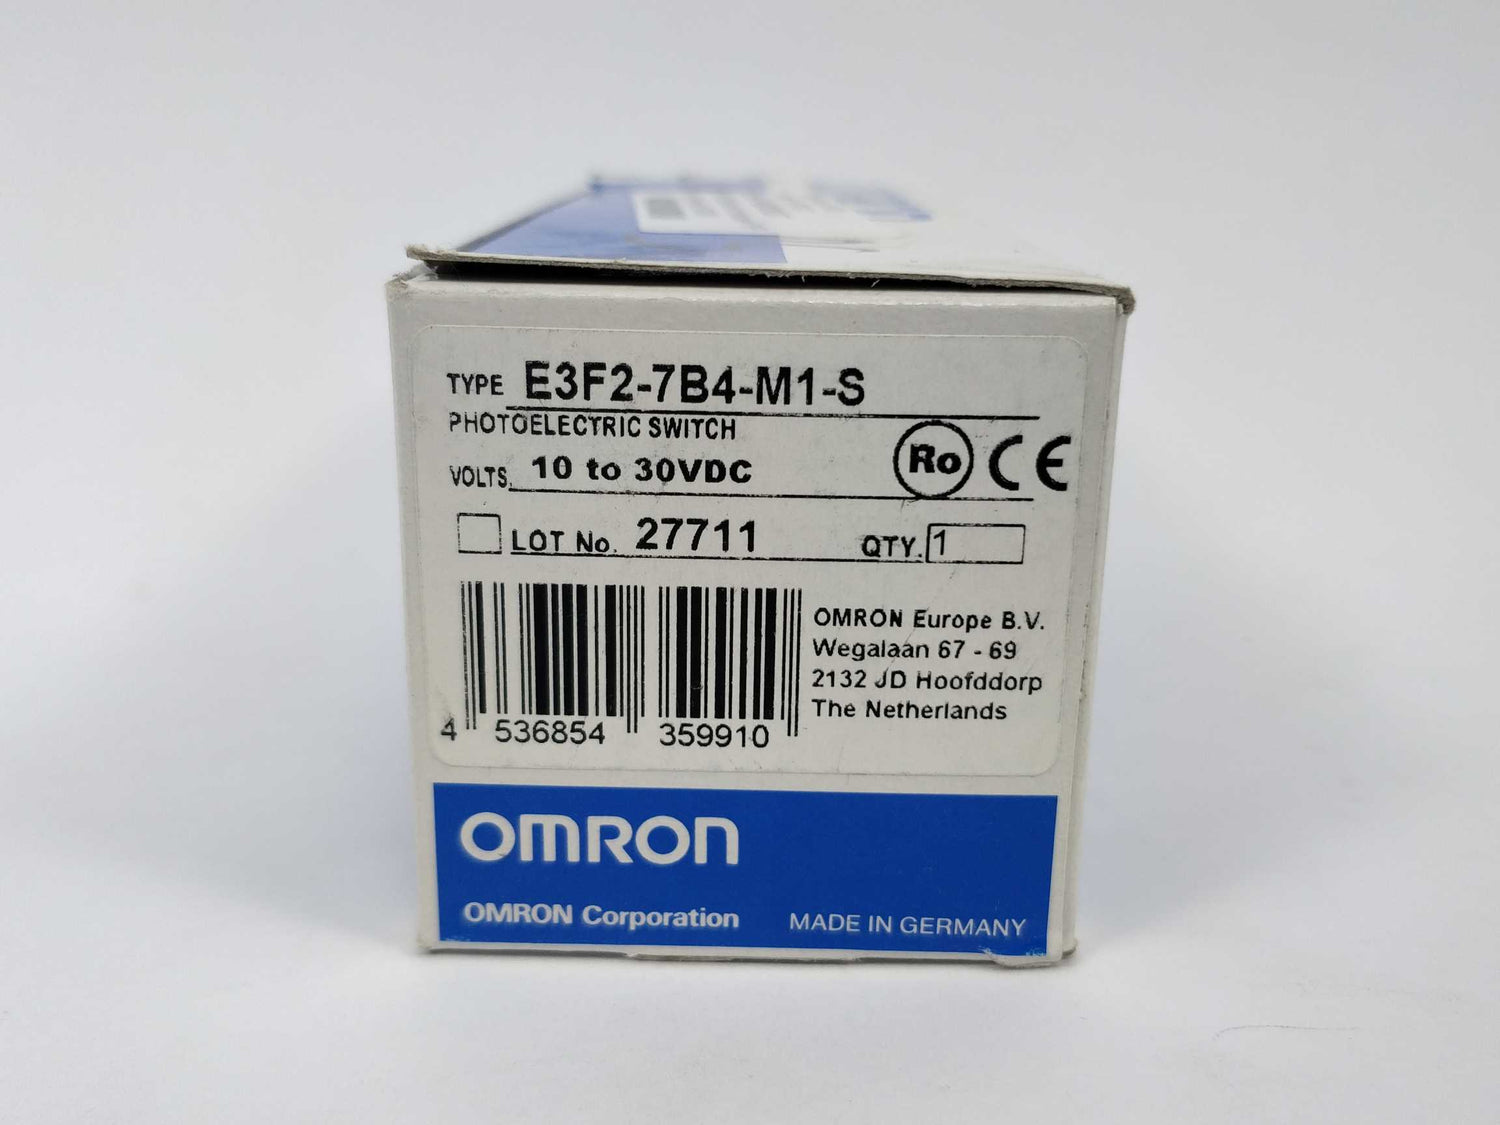 TYPE E3F2-7B4-M1-S
PHOTOELECTRIC SWITCH
VOLTS. 10 to 30VDC
Ro CE
LOT No. 27711 QTY. 1
OMRON Europe B.V.
Wegalaan 67 - 69
2132 JD Hoofddorp
The Netherlands
4 536854 359910
OMRON
OMRON Corporation MADE IN GERMANY